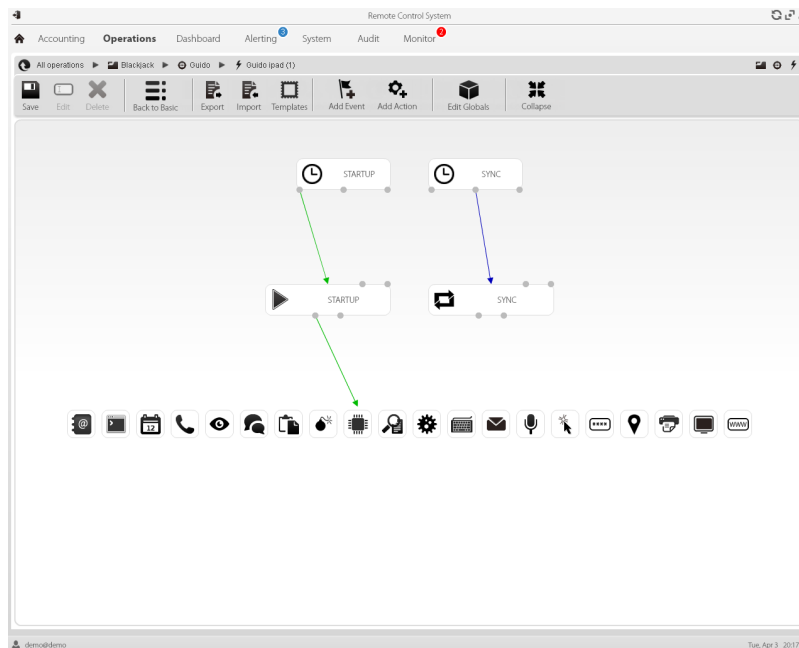 Remote Control System
Accounting Operations Dashboard Alerting 3 System Audit Monitor 2
All operations Blackjack Guido Guido ipad (1)
Save Edit Delete Back to Basic Export Import Templates Add Event Add Action Edit Globals Collapse
STARTUP SYNC
STARTUP SYNC
@ 12 www
demo@demo Tue, Apr 3 20:17